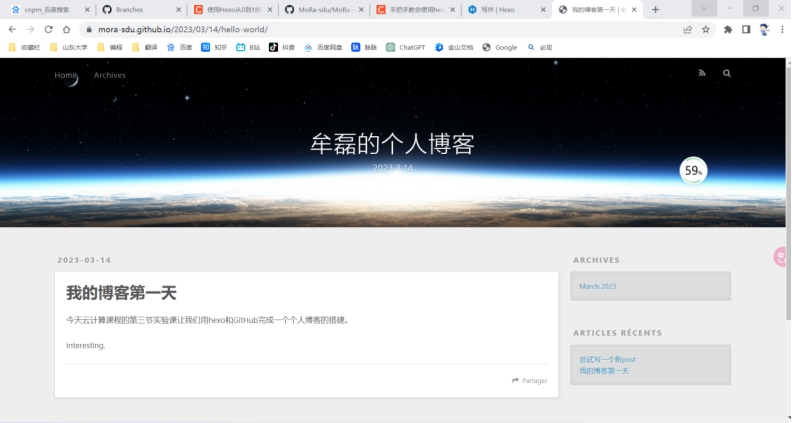 cnpm_百度搜索
Branches
使用Hexo从0到1搭
MoRa-sdu/MoRa-
手把手教你使用hex
写作 | Hexo
我的博客第一天 |
mora-sdu.github.io/2023/03/14/hello-world/
收藏栏
山东大学
编程
翻译
百度
知乎
B站
抖音
百度网盘
脉脉
ChatGPT
金山文档
Google
必应
Home
Archives
牟磊的个人博客
2023-3-14
59%
2023-03-14
我的博客第一天
今天云计算课程的第三节实验课让我们用hexo和GitHub完成一个个人博客的搭建。
interesting.
Partager
ARCHIVES
March 2023
ARTICLES RÉCENTS
尝试写一个新post
我的博客第一天